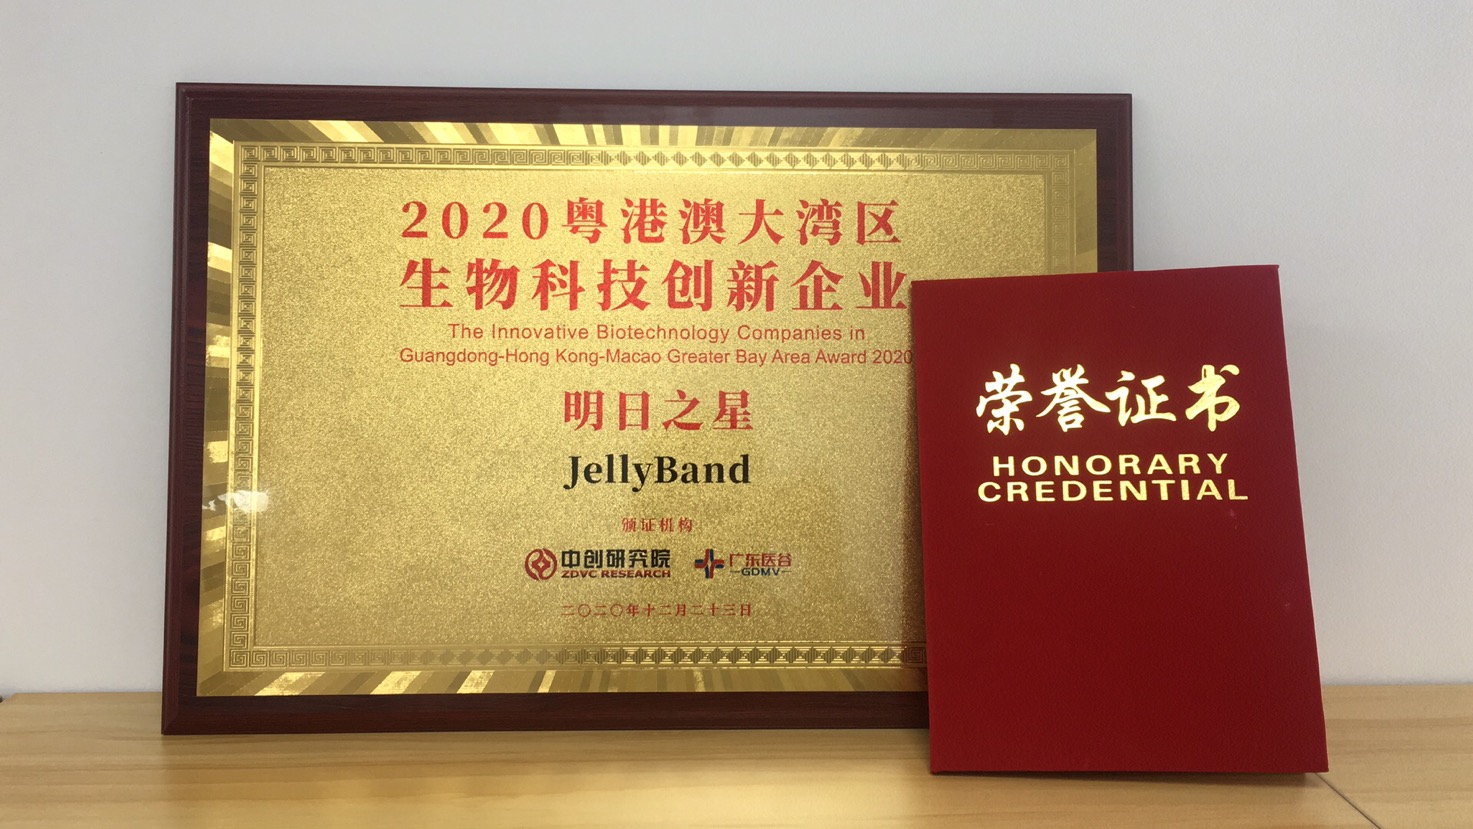 2020粤港澳大湾区
生物科技创新企业
The Innovative Biotechnology Companies in
Guangdong-Hong Kong-Macao Greater Bay Area Award 2020
明日之星
JellyBand
颁证机构
中创研究院
ZDVC RESEARCH
广东医谷
—GDMV—
二〇二〇年十二月二十三日
荣誉证书
HONORARY
CREDENTIAL